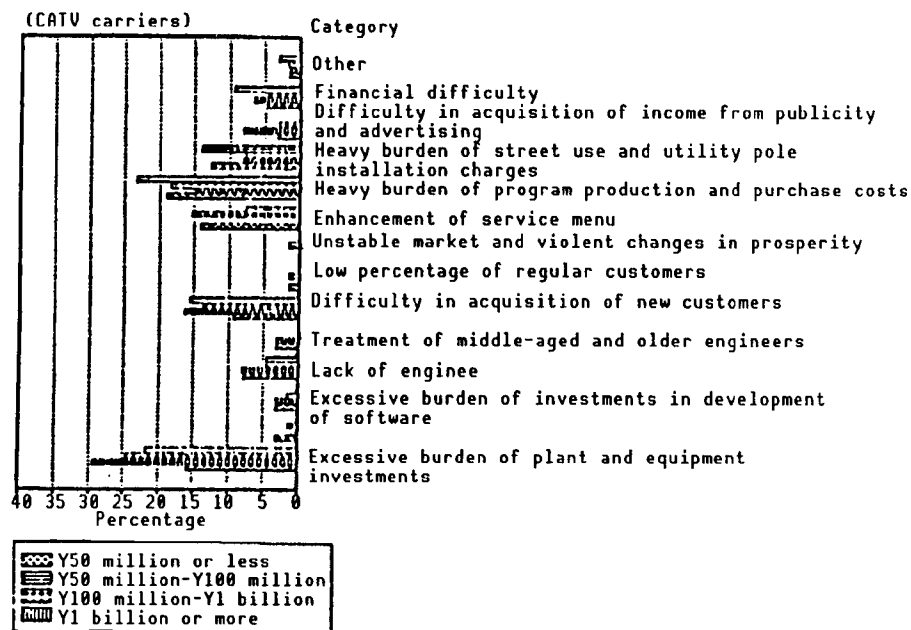 (CATV carriers)
Category
Other
Financial difficulty
Difficulty in acquisition of income from publicity
and advertising
Heavy burden of street use and utility pole
installation charges
Heavy burden of program production and purchase costs
Enhancement of service menu
Unstable market and violent changes in prosperity
Low percentage of regular customers
Difficulty in acquisition of new customers
Treatment of middle-aged and older engineers
Lack of enginee
Excessive burden of investments in development
of software
Excessive burden of plant and equipment
investments
40 35 30 25 20 15 10 5 0
Percentage
Y50 million or less
Y50 million-Y100 million
Y100 million-Y1 billion
Y1 billion or more